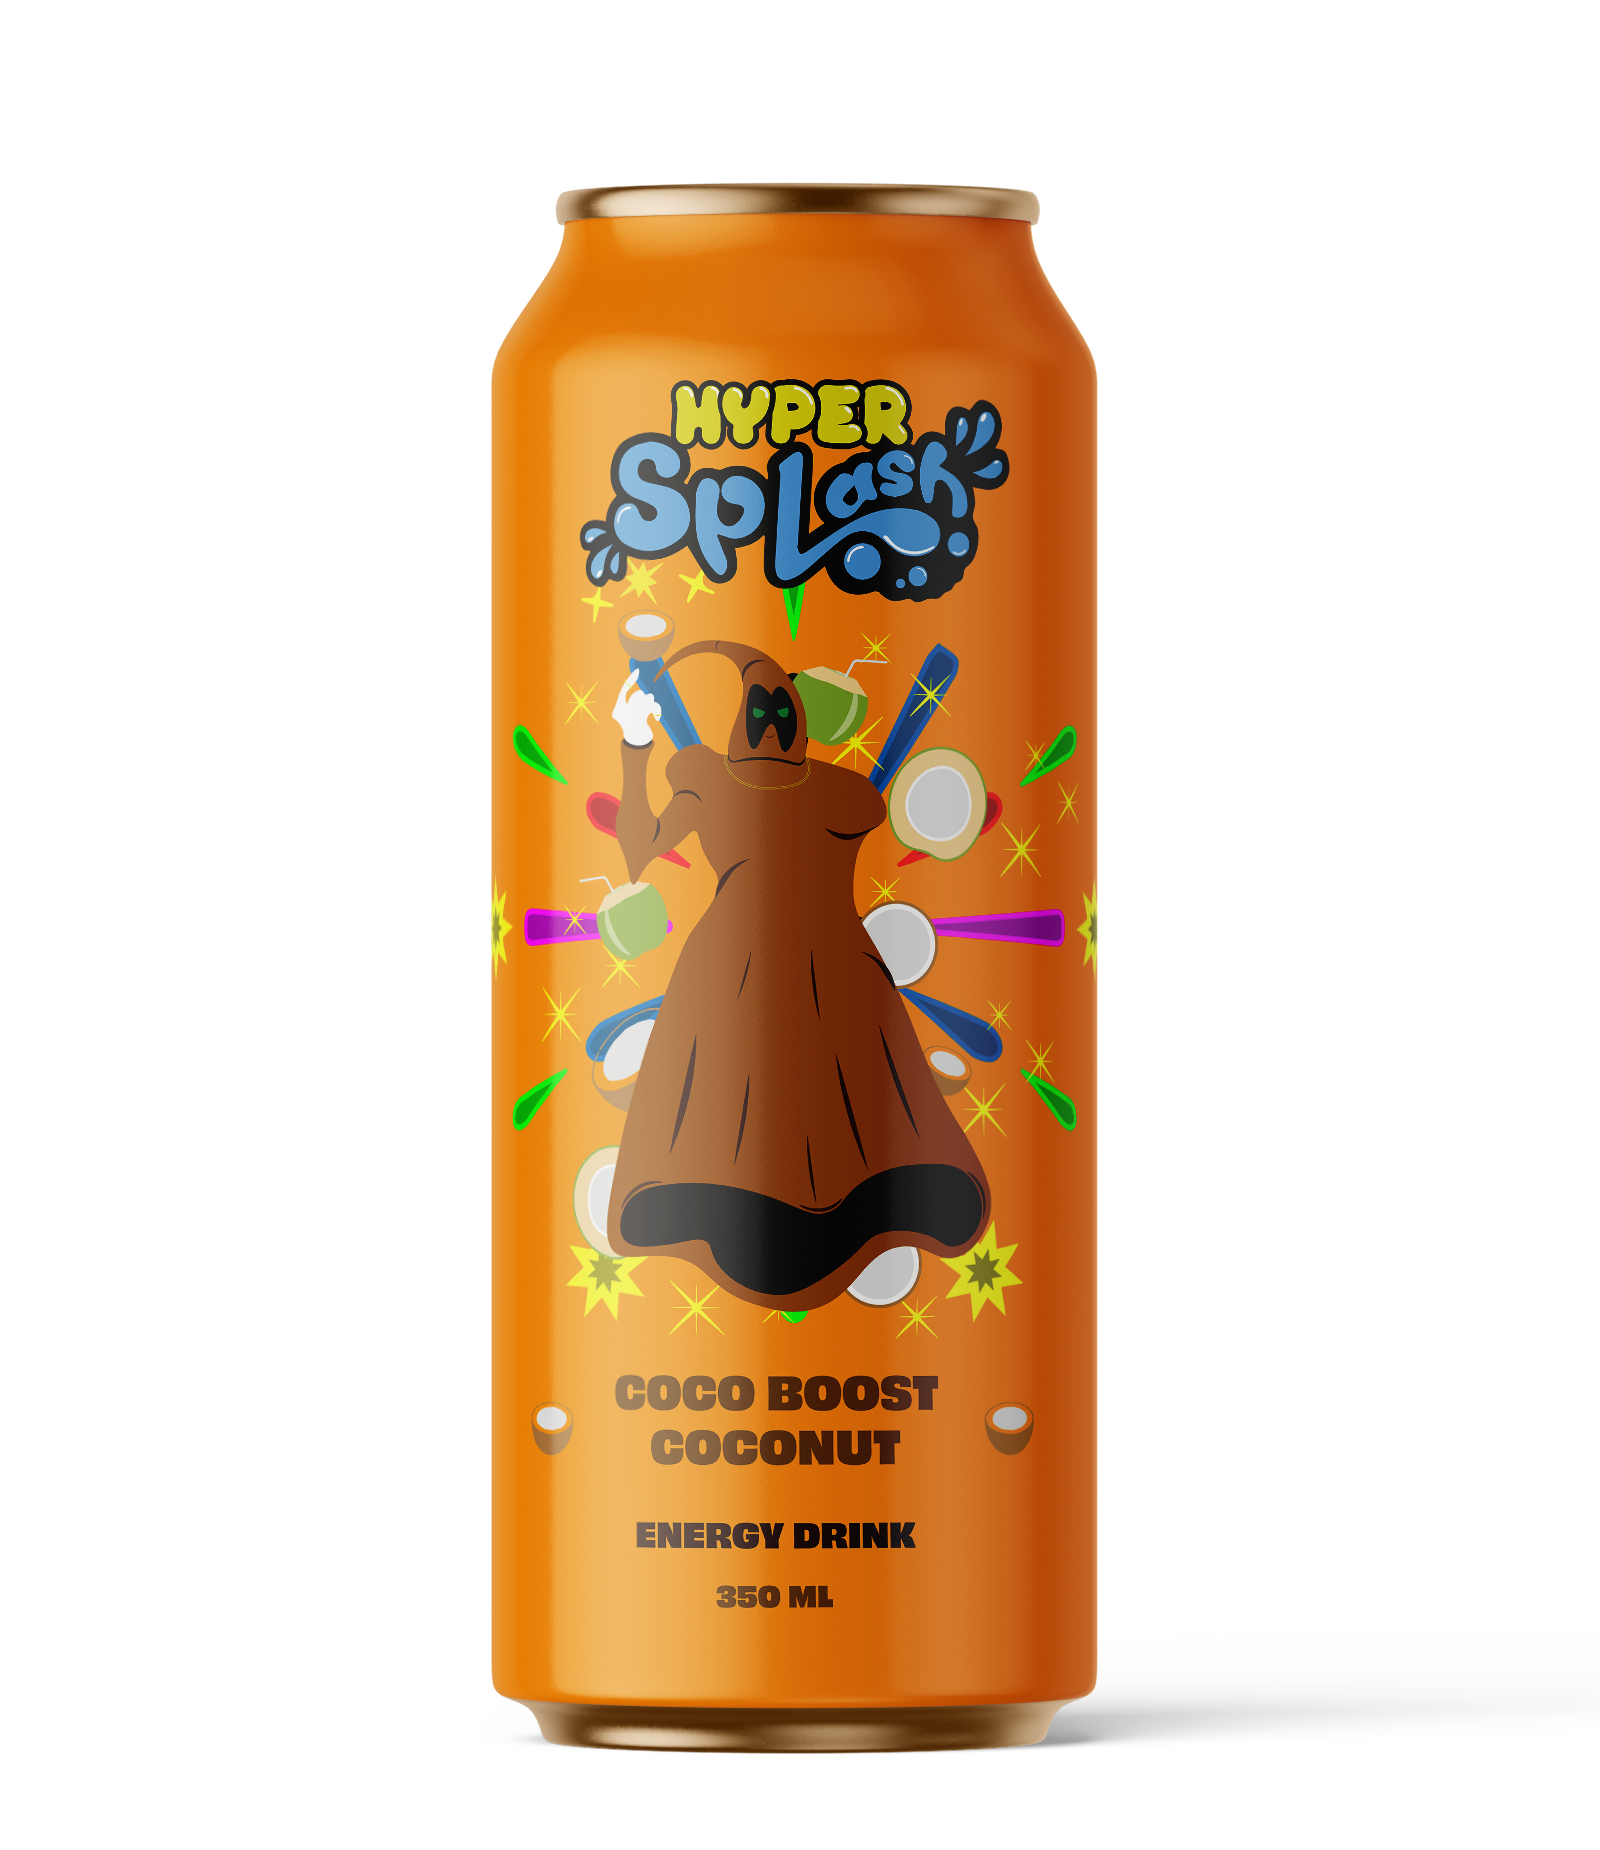 HYPER
Splash
COCO BOOST
COCONUT
ENERGY DRINK
350 ML